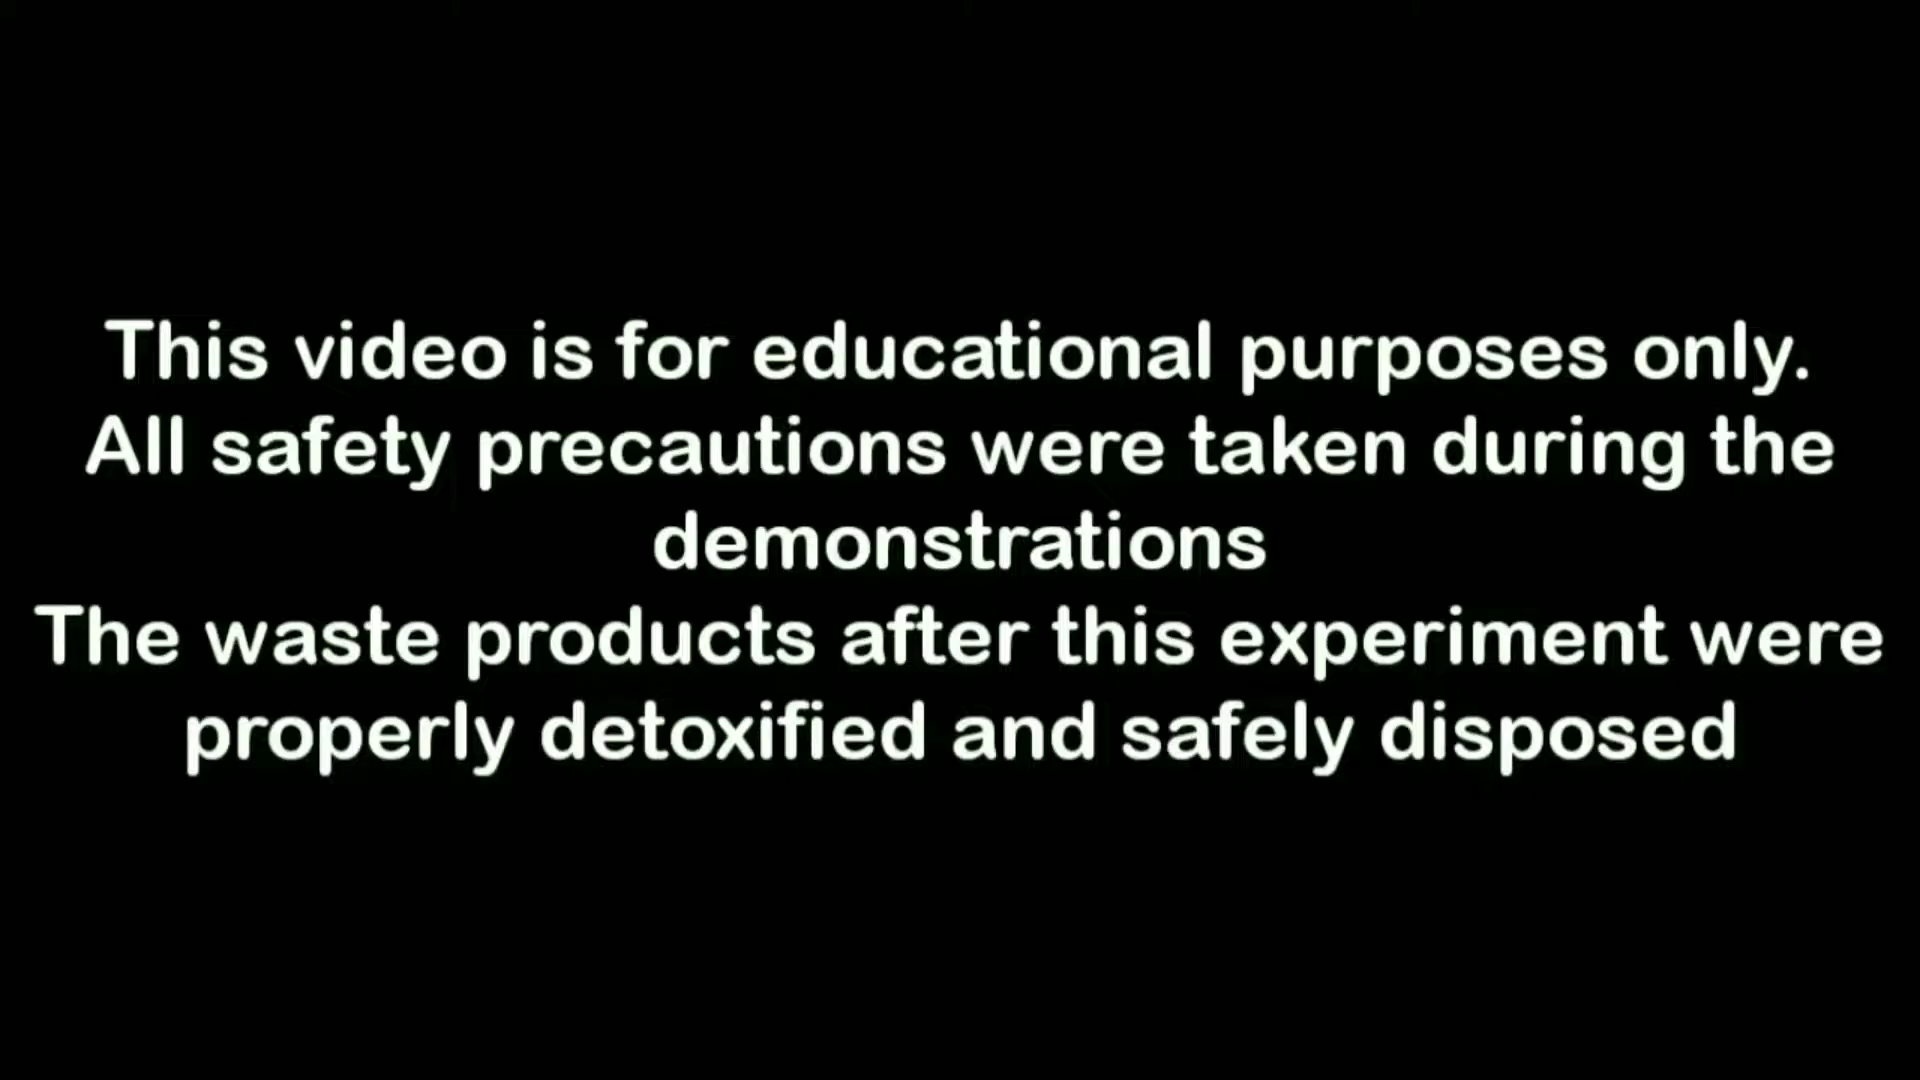 This video is for educational purposes only.
All safety precautions were taken during the
demonstrations
The waste products after this experiment were
properly detoxified and safely disposed